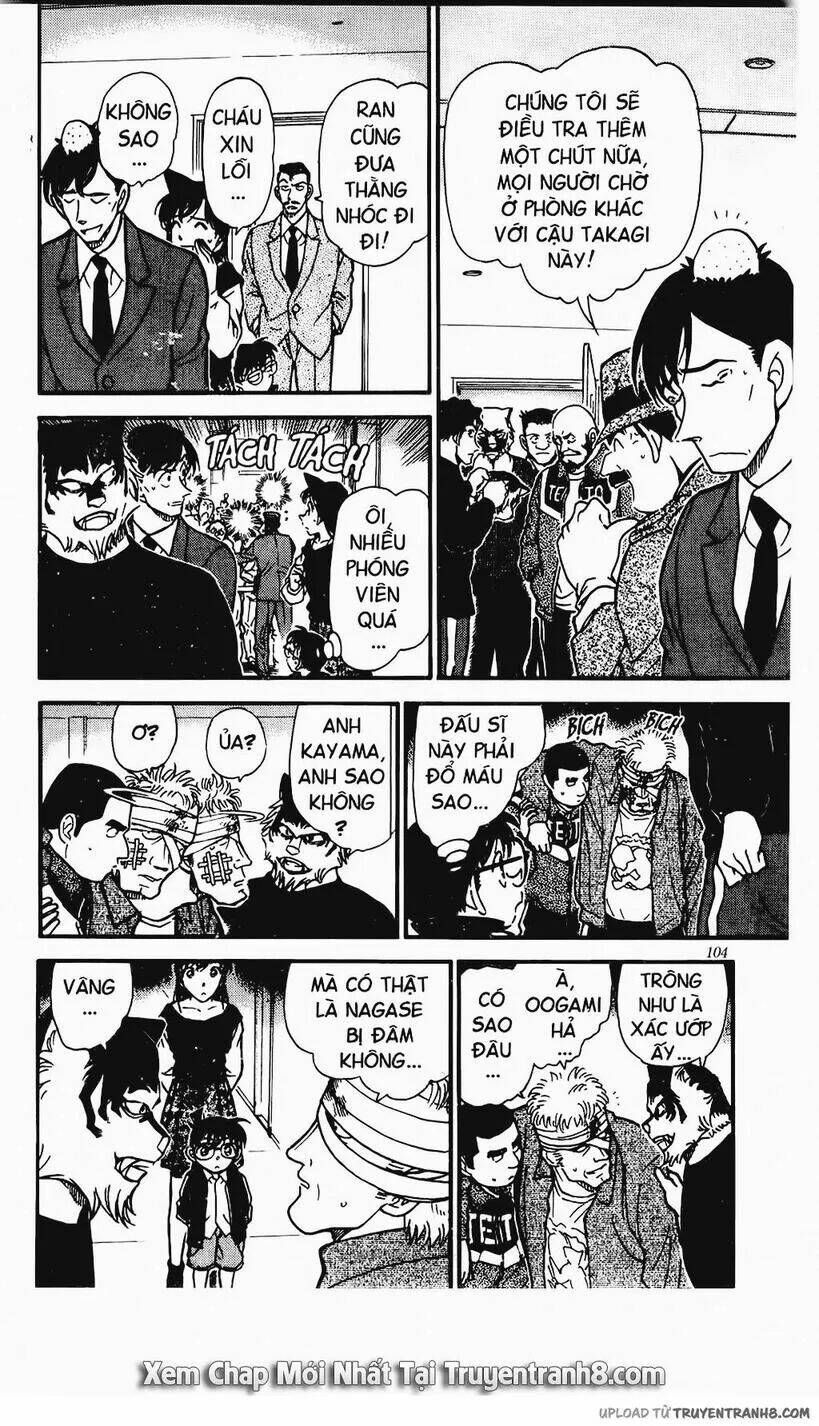 CHÚNG TÔI SẼ
ĐIỀU TRA THÊM
MỘT CHÚT NỮA,
MỌI NGƯỜI CHỜ
Ở PHÒNG KHÁC
VỚI CẬU TAKAGI
NÀY!
RAN
CŨNG
ĐƯA
THẰNG
NHÓC ĐI
ĐI!
CHÁU
XIN
LỖI
...
KHÔNG
SAO
...
TÁCH TÁCH
ÔI,
NHIỀU
PHÓNG
VIÊN
QUÁ
...
BỊCH
BỊCH
ĐẤU SĨ
NÀY PHẢI
ĐỔ MÁU
SAO...
ANH
KAYAMA,
ANH SAO
KHÔNG
?
ỦA?
Ơ?
104
TRÔNG
NHƯ LÀ
XÁC ƯỚP
ẤY...
À,
OOGAMI
HẢ
...
CÓ
SAO
ĐÂU
...
MÀ CÓ THẬT
LÀ NAGASE
BỊ ĐÂM
KHÔNG...
VÂNG
...
Xem Chap Mới Nhất Tại Truyentranh8.com
UPLOAD TỪ TRUYENTRANH8.COM